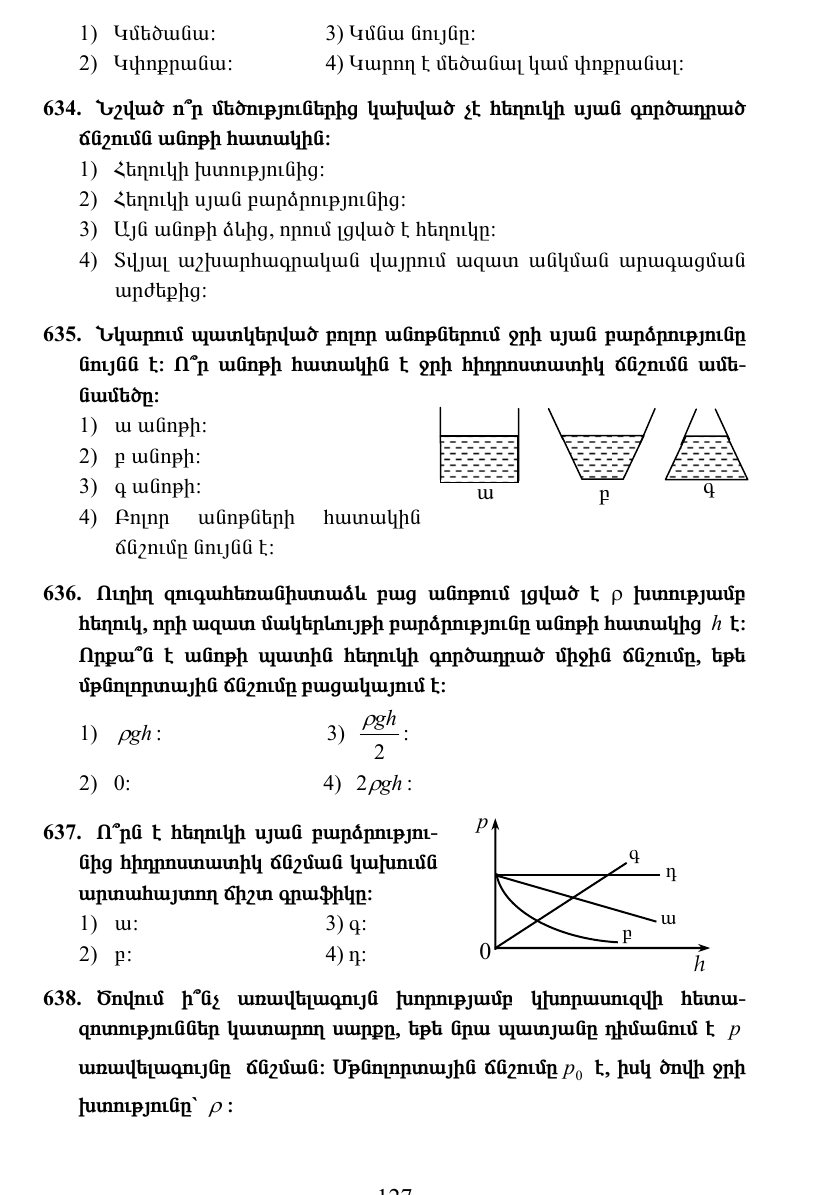 1) Կմեծանա: 3) Կմնա նույնը:
2) Կփոքրանա: 4) Կարող է մեծանալ կամ փոքրանալ:
634. Նշված ո՞ր մեծություններից կախված չէ հեղուկի սյան գործադրած
ճնշումն անոթի հատակին:
1) Հեղուկի խտությունից:
2) Հեղուկի սյան բարձրությունից:
3) Այն անոթի ձևից, որում լցված է հեղուկը:
4) Տվյալ աշխարհագրական վայրում ազատ անկման արագացման
արժեքից:
635. Նկարում պատկերված բոլոր անոթներում ջրի սյան բարձրությունը
նույնն է: Ո՞ր անոթի հատակին է ջրի հիդրոստատիկ ճնշումն ամե-
նամեծը:
1) ա անոթի:
2) բ անոթի:
3) գ անոթի:
4) Բոլոր անոթների հատակին
ճնշումը նույնն է:
ա բ գ
636. Ուղիղ զուգահեռանիստաձև բաց անոթում լցված է ρ խտությամբ
հեղուկ, որի ազատ մակերևույթի բարձրությունը անոթի հատակից h է:
Որքա՞ն է անոթի պատին հեղուկի գործադրած միջին ճնշումը, եթե
մթնոլորտային ճնշումը բացակայում է:
1) ρgh: 3) ρgh/2:
2) 0: 4) 2ρgh:
637. Ո՞րն է հեղուկի սյան բարձրությու-
նից հիդրոստատիկ ճնշման կախումն
արտահայտող ճիշտ գրաֆիկը:
1) ա: 3) գ:
2) բ: 4) դ:
p
գ
դ
ա
բ
0
h
638. Ծովում ի՞նչ առավելագույն խորությամբ կխորասուզվի հետա-
զոտություններ կատարող սարքը, եթե նրա պատյանը դիմանում է p
առավելագույնը ճնշման: Մթնոլորտային ճնշումը p₀ է, իսկ ծովի ջրի
խտությունը՝ ρ:
127